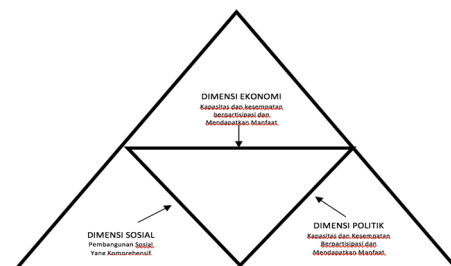 DIMENSI EKONOMI
Kapasitas dan kesempatan
berpartisipasi dan
Mendapatkan Manfaat
DIMENSI SOSIAL
Pembangunan Sosial
Yang Komprehensif
DIMENSI POLITIK
Kapasitas dan Kesempatan
Berpartisipasi dan
Mendapatkan Manfaat